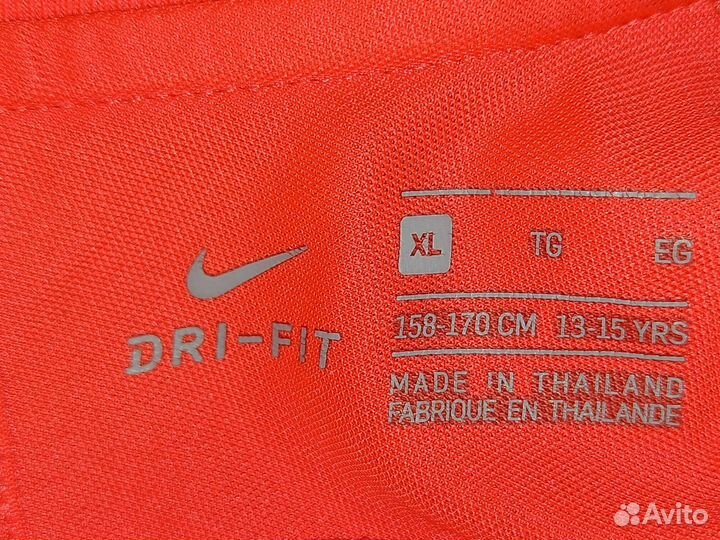 DRI-FIT
XL TG EG
158-170 CM 13-15 YRS
MADE IN THAILAND
FABRIQUE EN THAILANDE
Avito